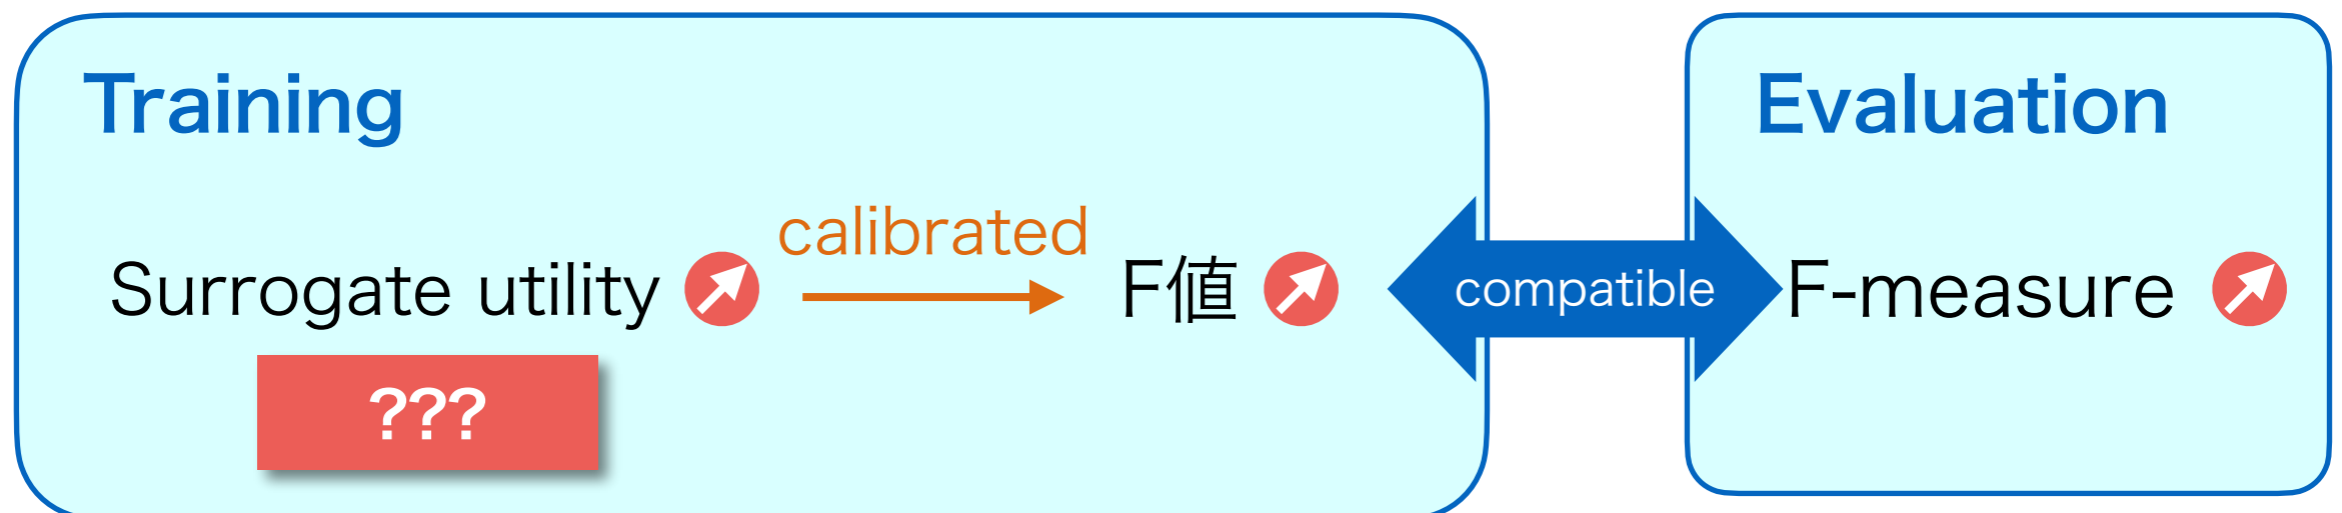 Training
Evaluation
calibrated
Surrogate utility
F値
compatible
F-measure
???